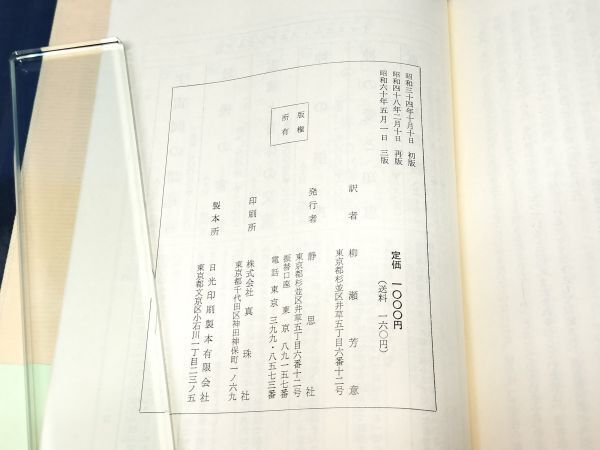 昭和三十四年十月十日 初版
昭和四十八年二月十日 再版
昭和六十年五月一日 三版
定価 一〇〇〇円
(送料 一六〇円)
訳者 柳瀬芳意
東京都杉並区井草五丁目六番十二号
発行者 静思社
東京都杉並区井草五丁目六番十二号
振替口座 東京 八九一五七番
電話 東京 三九九・八五七三番
版権所有
印刷所 株式会社真珠社
東京都千代田区神田神保町一ノ六九
製本所 日光印刷製本有限会社
東京都文京区小石川一丁目二三ノ五